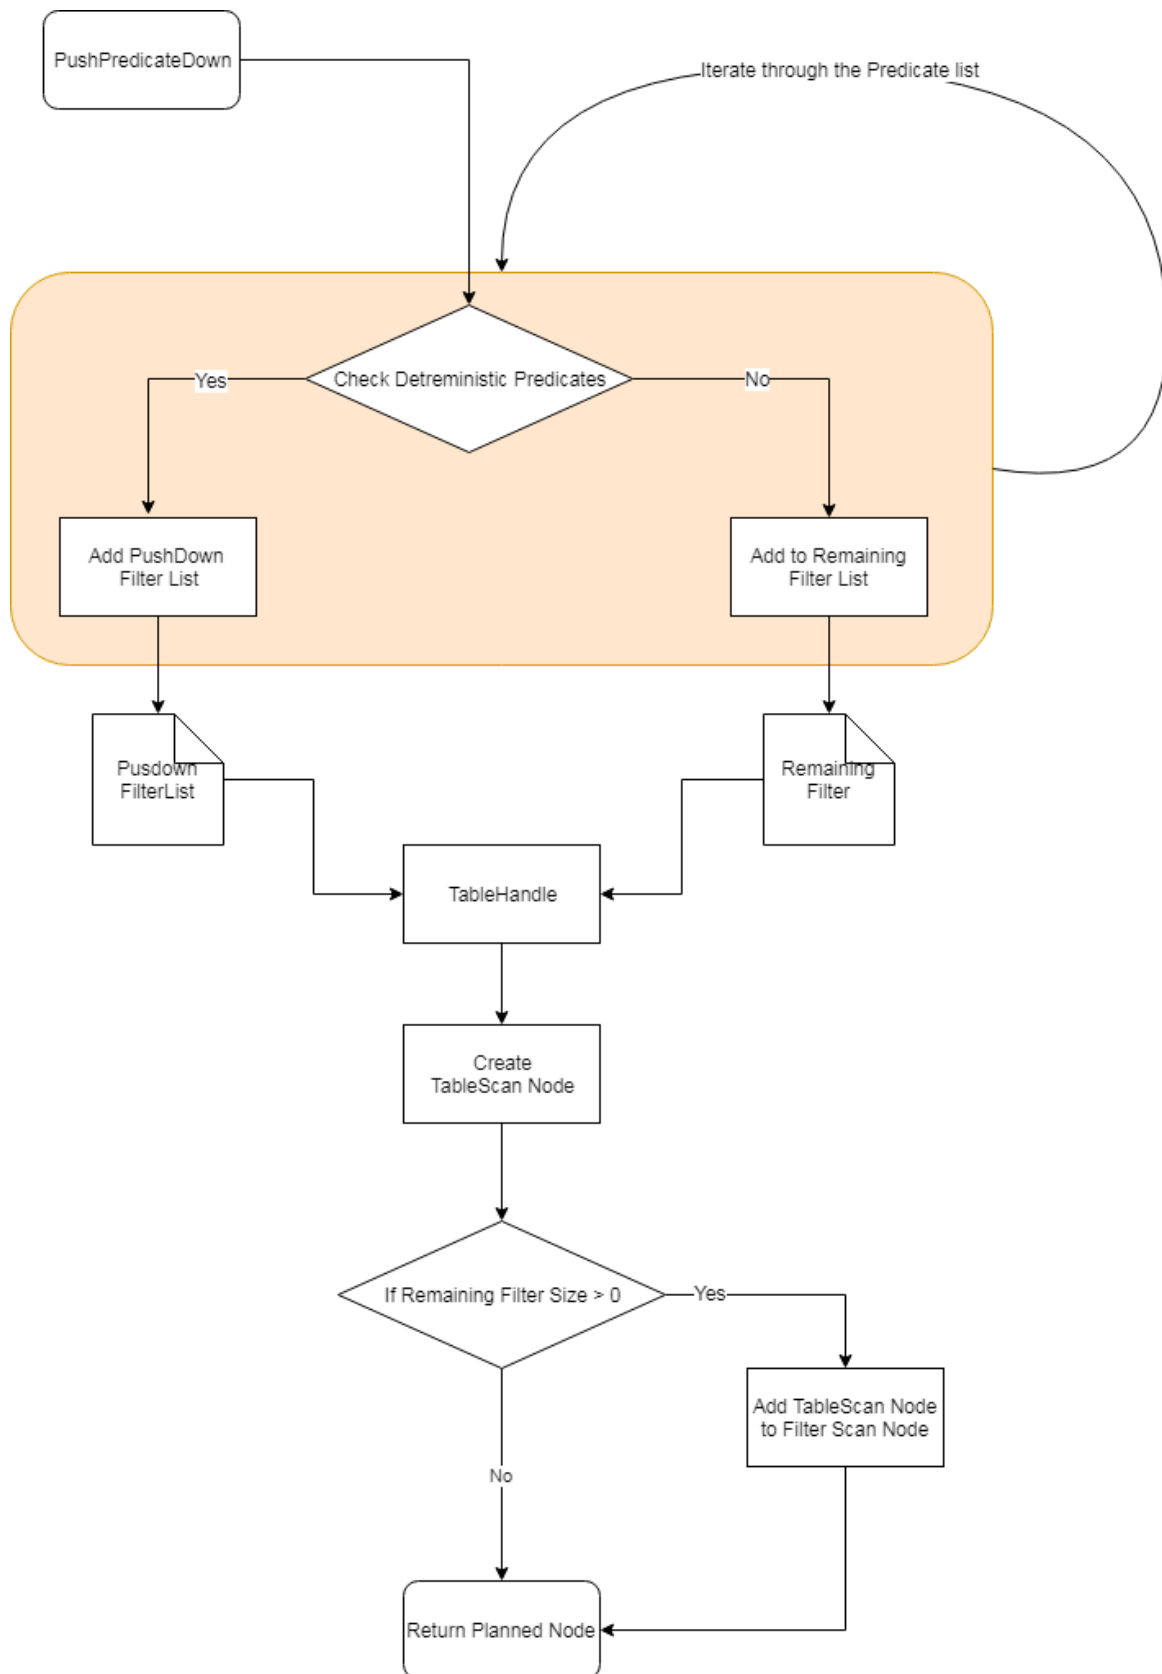 PushPredicateDown
Iterate through the Predicate list
Check Detreministic Predicates
Yes
No
Add PushDown
Filter List
Add to Remaining
Filter List
Pusdown
FilterList
Remaining
Filter
TableHandle
Create
TableScan Node
If Remaining Filter Size > 0
Yes
Add TableScan Node
to Filter Scan Node
No
Return Planned Node